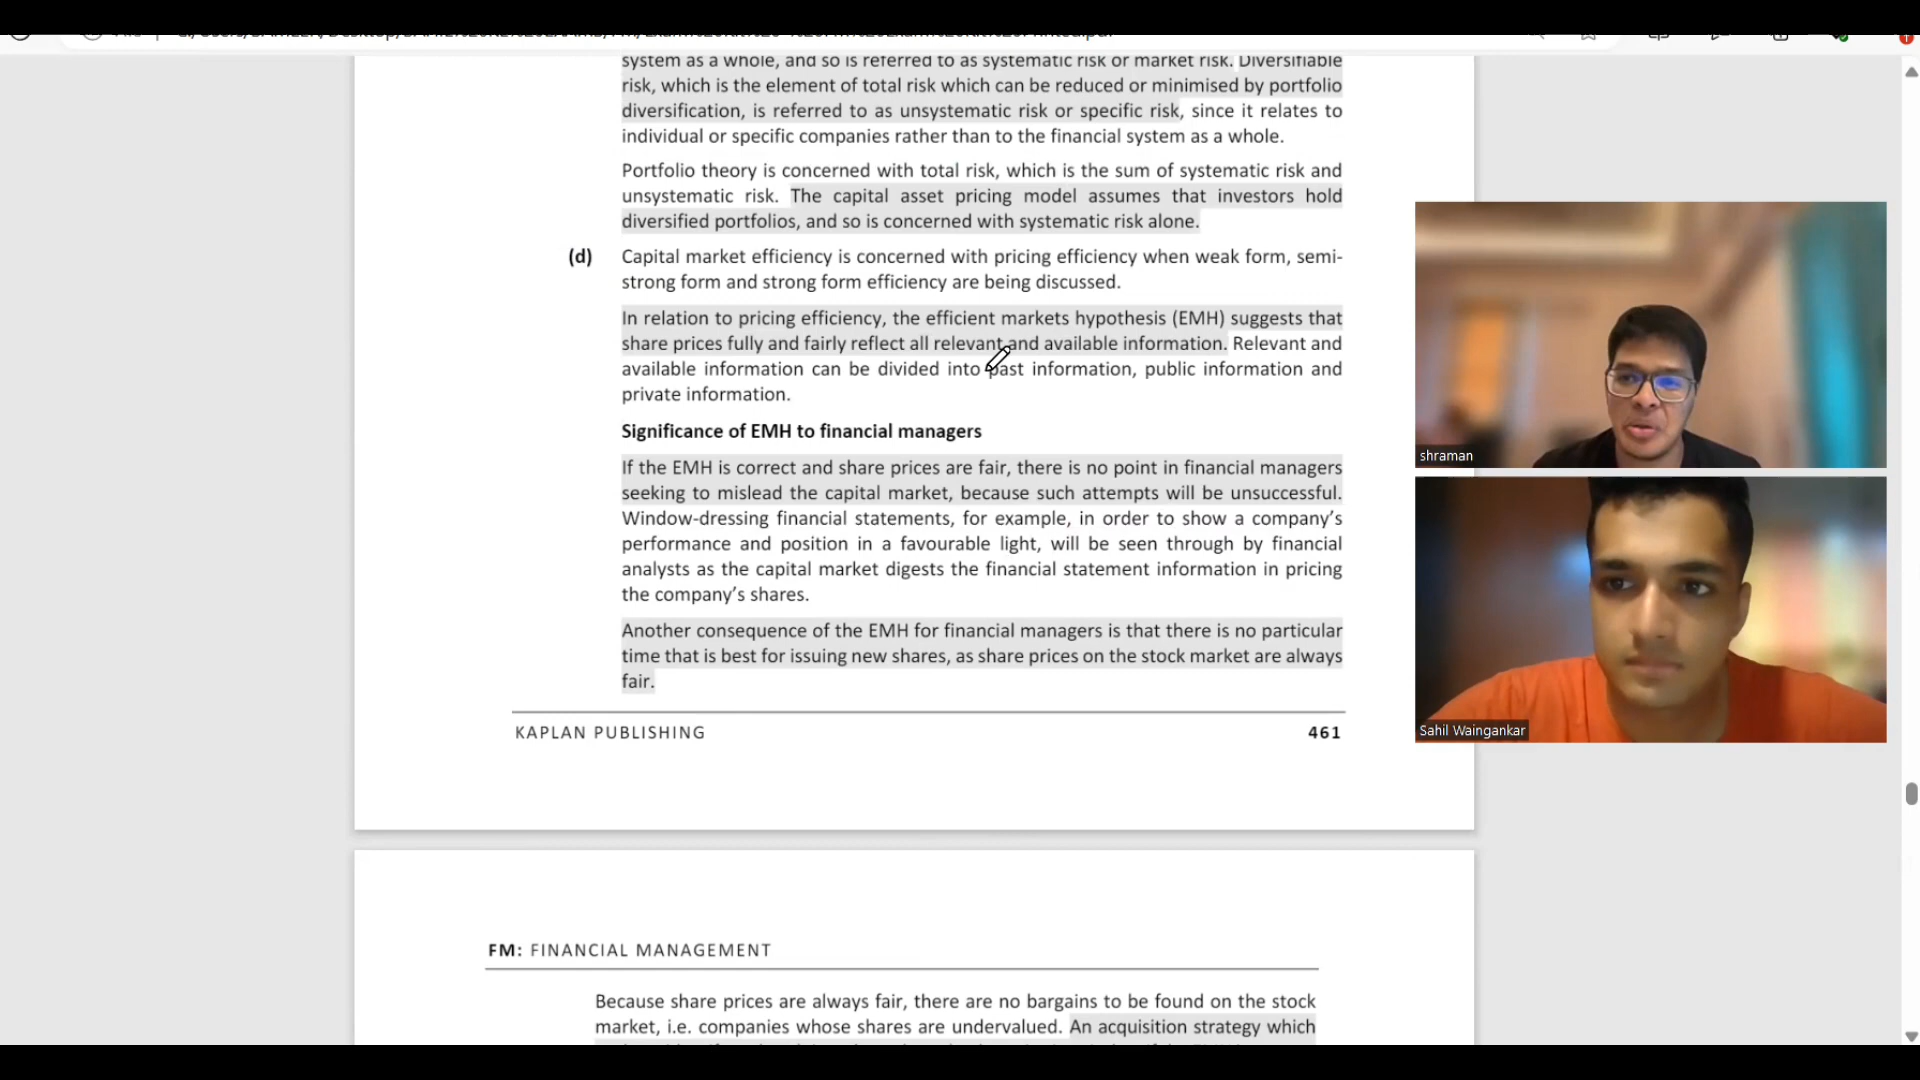 system as a whole, and so is referred to as systematic risk or market risk. Diversifiable
risk, which is the element of total risk which can be reduced or minimised by portfolio
diversification, is referred to as unsystematic risk or specific risk, since it relates to
individual or specific companies rather than to the financial system as a whole.
Portfolio theory is concerned with total risk, which is the sum of systematic risk and
unsystematic risk. The capital asset pricing model assumes that investors hold
diversified portfolios, and so is concerned with systematic risk alone.
(d) Capital market efficiency is concerned with pricing efficiency when weak form, semi-
strong form and strong form efficiency are being discussed.
In relation to pricing efficiency, the efficient markets hypothesis (EMH) suggests that
share prices fully and fairly reflect all relevant and available information. Relevant and
available information can be divided into past information, public information and
private information.
Significance of EMH to financial managers
If the EMH is correct and share prices are fair, there is no point in financial managers
seeking to mislead the capital market, because such attempts will be unsuccessful.
Window-dressing financial statements, for example, in order to show a company's
performance and position in a favourable light, will be seen through by financial
analysts as the capital market digests the financial statement information in pricing
the company's shares.
Another consequence of the EMH for financial managers is that there is no particular
time that is best for issuing new shares, as share prices on the stock market are always
fair.
KAPLAN PUBLISHING 461
FM: FINANCIAL MANAGEMENT
Because share prices are always fair, there are no bargains to be found on the stock
market, i.e. companies whose shares are undervalued. An acquisition strategy which
shraman
Sahil Waingankar